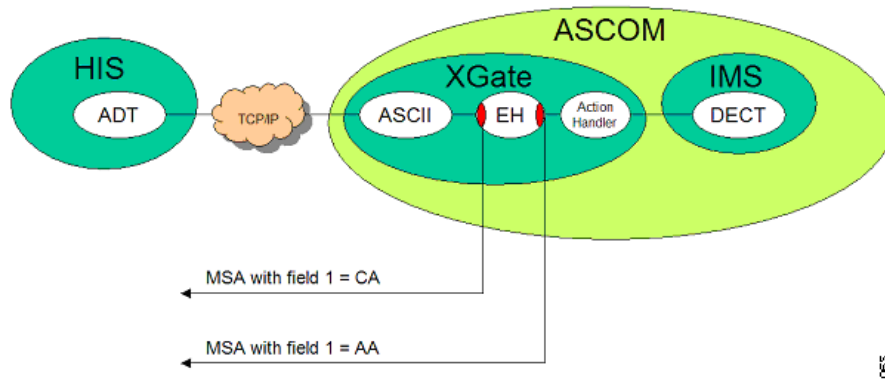 ASCOM
HIS
XGate
IMS
ADT
TCP/IP
ASCII
EH
Action
Handler
DECT
MSA with field 1 = CA
MSA with field 1 = AA
055